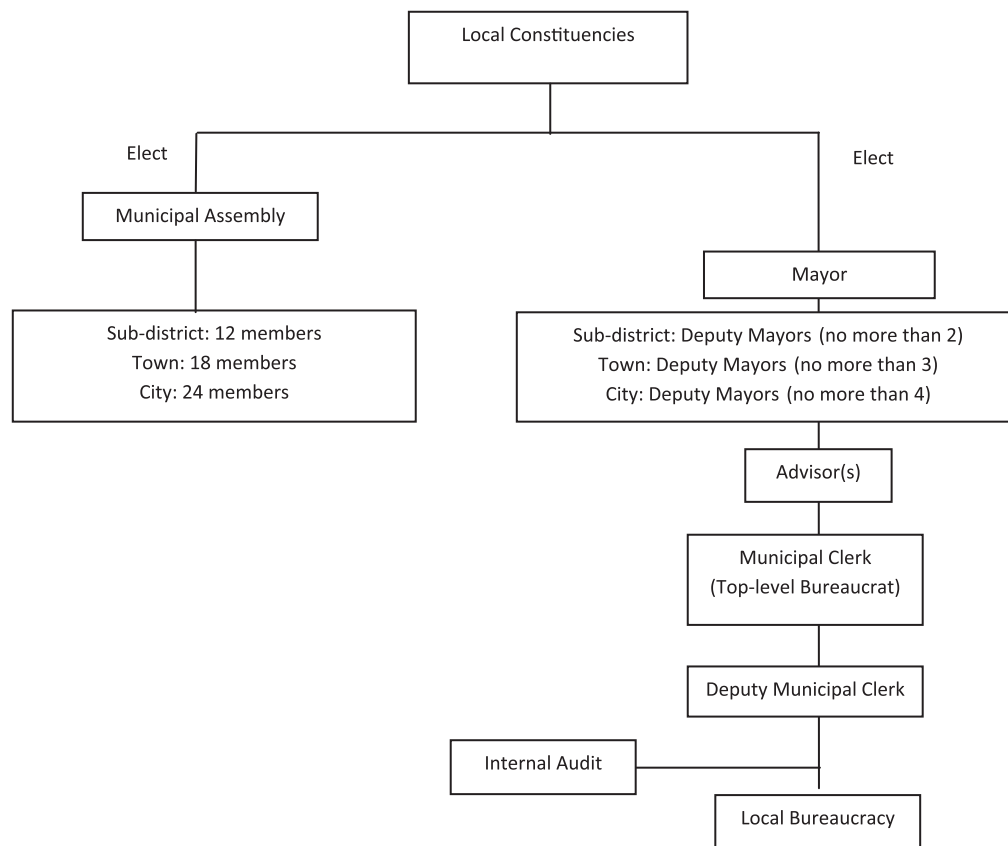 Local Constituencies
Elect
Elect
Municipal Assembly
Mayor
Sub-district: 12 members
Town: 18 members
City: 24 members
Sub-district: Deputy Mayors (no more than 2)
Town: Deputy Mayors (no more than 3)
City: Deputy Mayors (no more than 4)
Advisor(s)
Municipal Clerk
(Top-level Bureaucrat)
Deputy Municipal Clerk
Internal Audit
Local Bureaucracy